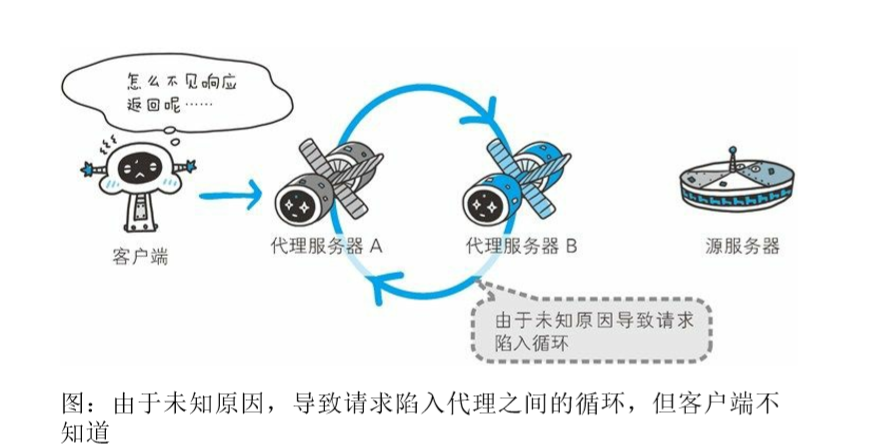 怎么不见响应
返回呢……
客户端
代理服务器 A
代理服务器 B
源服务器
由于未知原因导致请求
陷入循环
图：由于未知原因，导致请求陷入代理之间的循环，但客户端不
知道